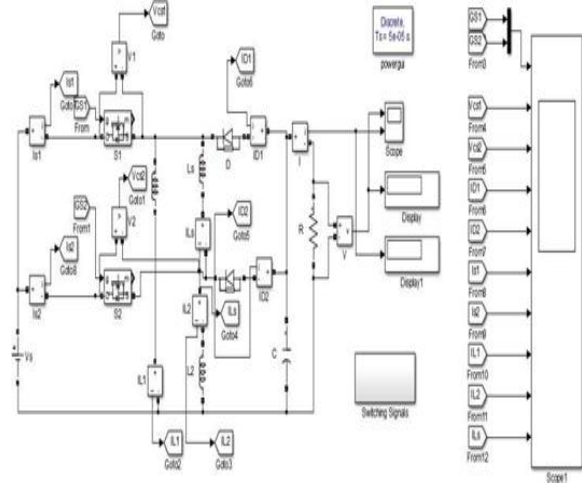 Vcs1
Goto
V1
Is1
Goto
GS1
From
Is1
S1
ID1
Goto6
D
ID1
Ls
Vcs2
Goto1
GS2
From1
V2
Is2
Goto8
Is2
S2
ILs
ID2
Goto5
ID2
ILs
Goto4
IL2
L2
IL1
Vs
C
R
I
V
IL1
Goto2
IL2
Goto3
Discrete,
Ts = 5e-05 s.
powergui
Scope
Display
Display1
Switching Signals
GS1
GS2
From3
Vcs1
From4
Vcs2
From5
ID1
From6
ID2
From7
Is1
From8
Is2
From9
IL1
From10
IL2
From11
ILs
From12
Scope1